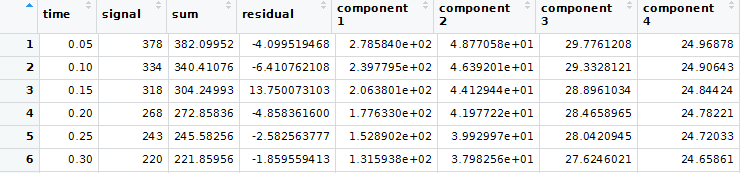 time signal sum residual component 1 component 2 component 3 component 4
1 0.05 378 382.09952 -4.099519468 2.785840e+02 4.877058e+01 29.7761208 24.96878
2 0.10 334 340.41076 -6.410762108 2.397795e+02 4.639201e+01 29.3328121 24.90643
3 0.15 318 304.24993 13.750073103 2.063801e+02 4.412944e+01 28.8961034 24.84424
4 0.20 268 272.85836 -4.858361600 1.776330e+02 4.197722e+01 28.4658965 24.78221
5 0.25 243 245.58256 -2.582563777 1.528902e+02 3.992997e+01 28.0420945 24.72033
6 0.30 220 221.85956 -1.859559413 1.315938e+02 3.798256e+01 27.6246021 24.65861